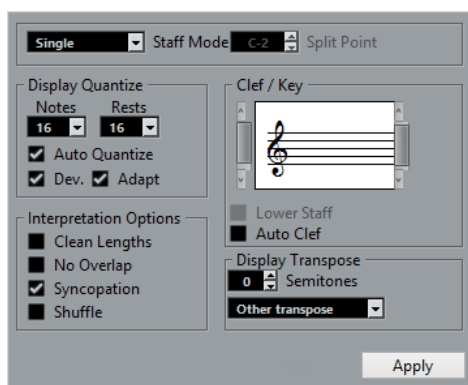 Single Staff Mode C-2 Split Point
Display Quantize
Notes Rests
16 16
Auto Quantize
Dev. Adapt
Interpretation Options
Clean Lengths
No Overlap
Syncopation
Shuffle
Clef / Key
Lower Staff
Auto Clef
Display Transpose
0 Semitones
Other transpose
Apply